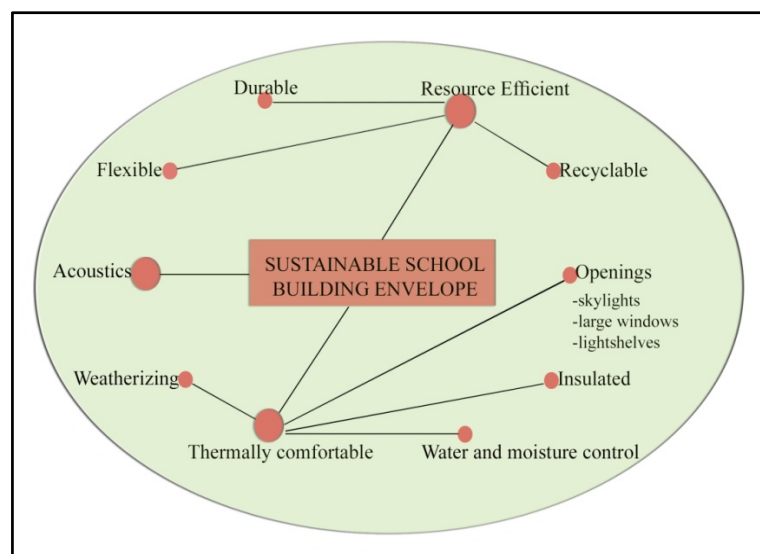 Durable
Resource Efficient
Flexible
Recyclable
Acoustics
SUSTAINABLE SCHOOL
BUILDING ENVELOPE
Openings
-skylights
-large windows
-lightshelves
Weatherizing
Insulated
Thermally comfortable
Water and moisture control